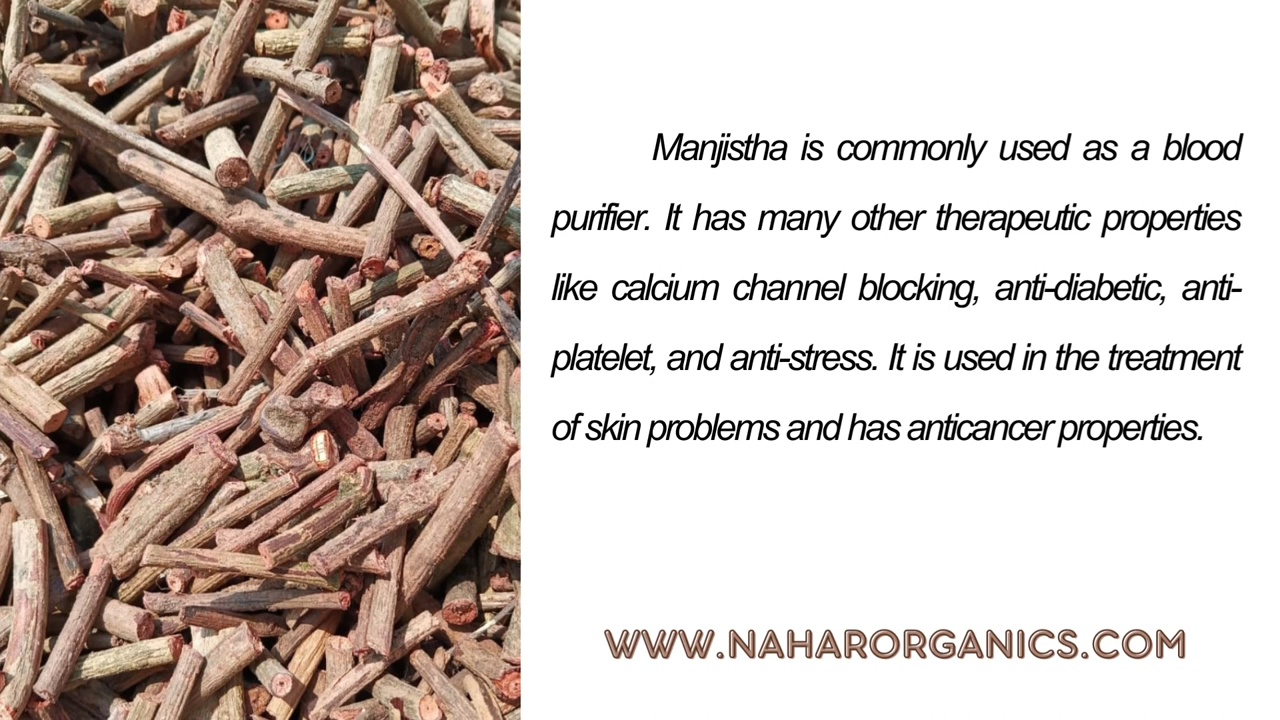 Manjistha is commonly used as a blood
purifier. It has many other therapeutic properties
like calcium channel blocking, anti-diabetic, anti-
platelet, and anti-stress. It is used in the treatment
of skin problems and has anticancer properties.
WWW.NAHARORGANICS.COM